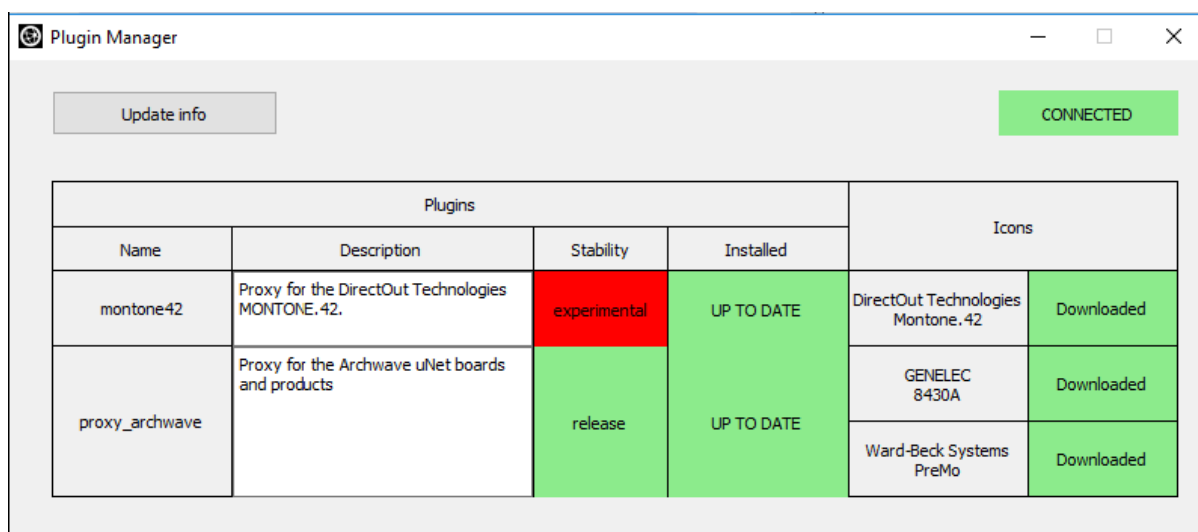 Plugin Manager
Update info
CONNECTED
Plugins
Icons
Name
Description
Stability
Installed
montone42
Proxy for the DirectOut Technologies
MONTONE.42.
experimental
UP TO DATE
DirectOut Technologies
Montone.42
Downloaded
proxy_archwave
Proxy for the Archwave uNet boards
and products
release
UP TO DATE
GENELEC
8430A
Downloaded
Ward-Beck Systems
PreMo
Downloaded